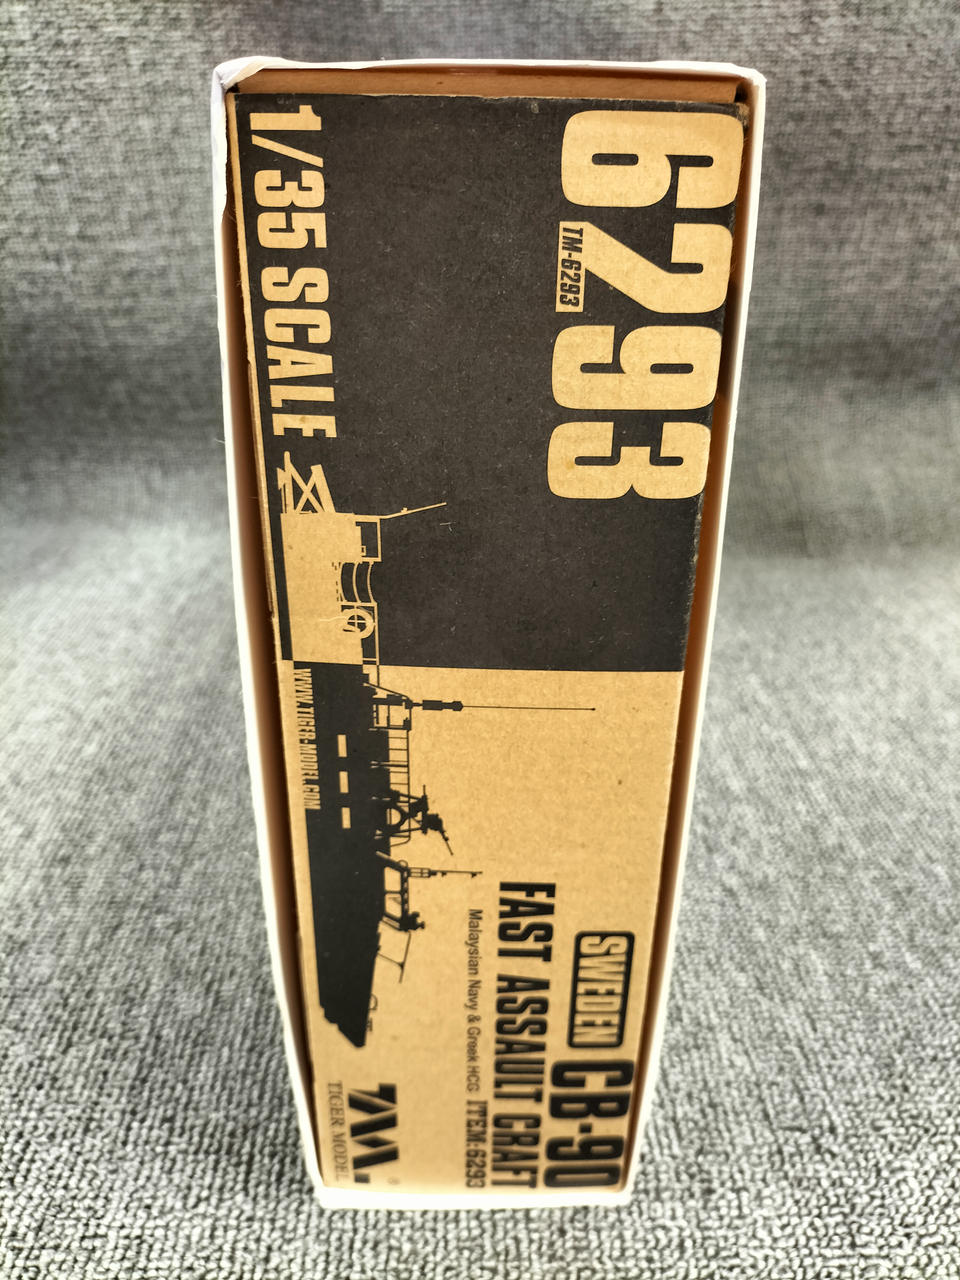 6293
TM-6293
1/35 SCALE
WWW.TIGER-MODEL.COM
SWEDEN CB-90
FAST ASSAULT CRAFT
Malaysian Navy & Greek HCG ITEM:6293
TIGER MODEL